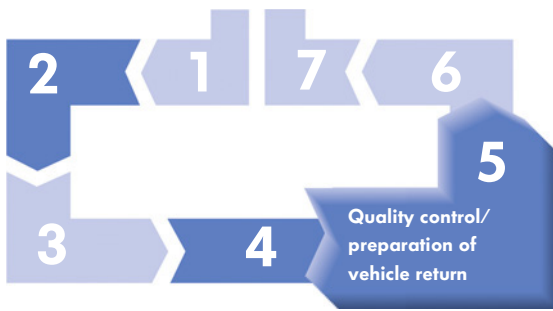 2
1
7
6
5
Quality control/
preparation of
vehicle return
3
4